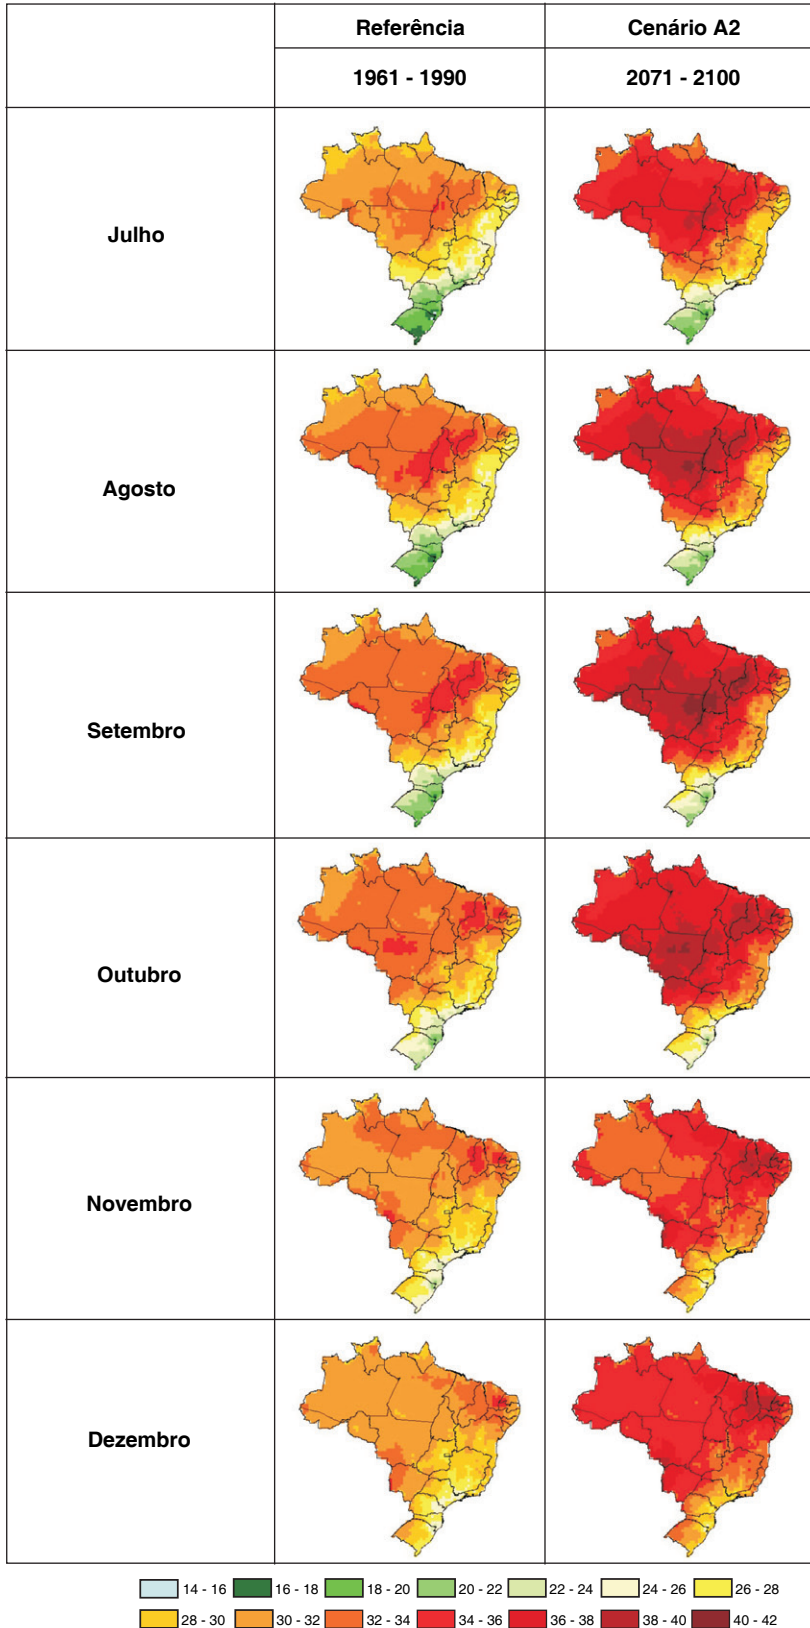 Referência Cenário A2
1961 - 1990 2071 - 2100
Julho
Agosto
Setembro
Outubro
Novembro
Dezembro
14 - 16 16 - 18 18 - 20 20 - 22 22 - 24 24 - 26 26 - 28
28 - 30 30 - 32 32 - 34 34 - 36 36 - 38 38 - 40 40 - 42